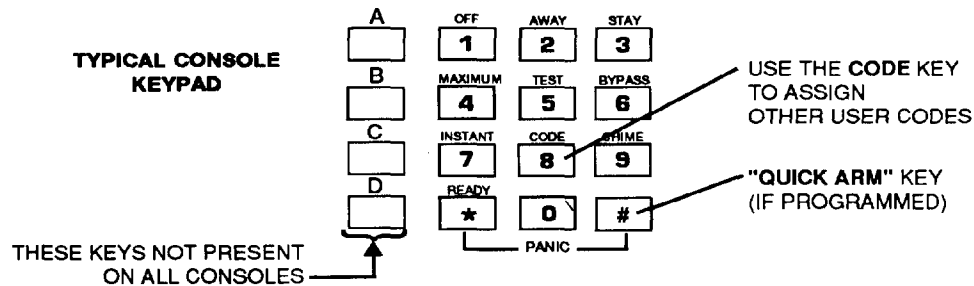 TYPICAL CONSOLE
KEYPAD
A OFF AWAY STAY
1 2 3
B MAXIMUM TEST BYPASS
4 5 6
C INSTANT CODE CHIME
7 8 9
D READY
* 0 #
PANIC
USE THE CODE KEY
TO ASSIGN
OTHER USER CODES
"QUICK ARM" KEY
(IF PROGRAMMED)
THESE KEYS NOT PRESENT
ON ALL CONSOLES